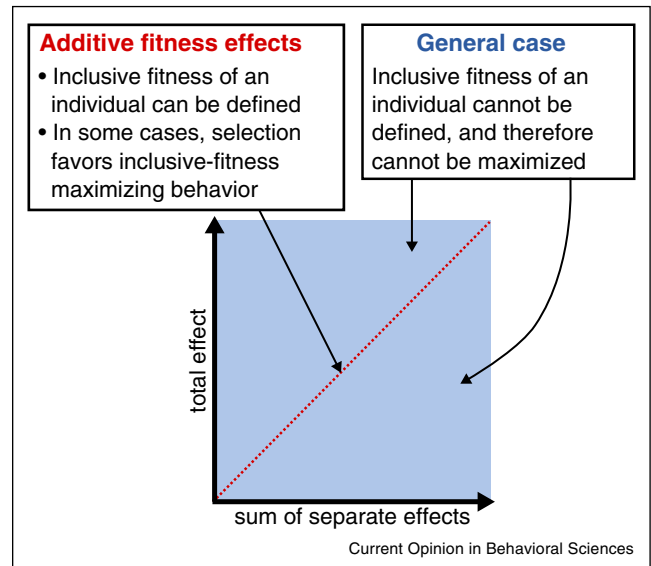 Additive fitness effects
• Inclusive fitness of an
individual can be defined
• In some cases, selection
favors inclusive-fitness
maximizing behavior
General case
Inclusive fitness of an
individual cannot be
defined, and therefore
cannot be maximized
total effect
sum of separate effects
Current Opinion in Behavioral Sciences